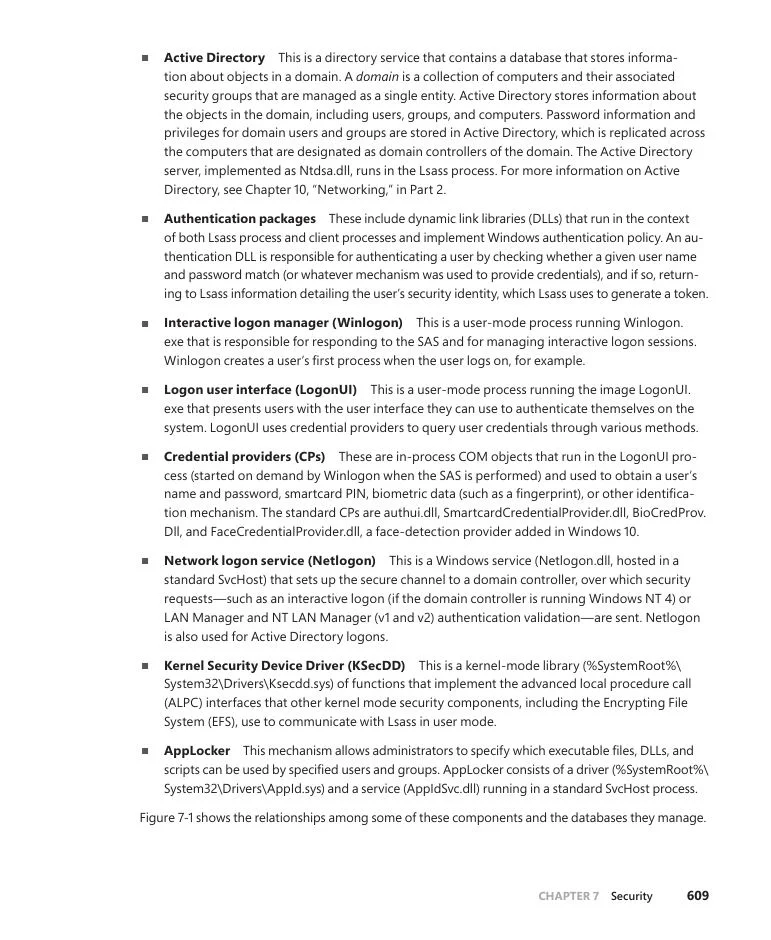 ■ Active Directory This is a directory service that contains a database that stores informa-
tion about objects in a domain. A domain is a collection of computers and their associated
security groups that are managed as a single entity. Active Directory stores information about
the objects in the domain, including users, groups, and computers. Password information and
privileges for domain users and groups are stored in Active Directory, which is replicated across
the computers that are designated as domain controllers of the domain. The Active Directory
server, implemented as Ntdsa.dll, runs in the Lsass process. For more information on Active
Directory, see Chapter 10, “Networking,” in Part 2.
■ Authentication packages These include dynamic link libraries (DLLs) that run in the context
of both Lsass process and client processes and implement Windows authentication policy. An au-
thentication DLL is responsible for authenticating a user by checking whether a given user name
and password match (or whatever mechanism was used to provide credentials), and if so, return-
ing to Lsass information detailing the user’s security identity, which Lsass uses to generate a token.
■ Interactive logon manager (Winlogon) This is a user-mode process running Winlogon.
exe that is responsible for responding to the SAS and for managing interactive logon sessions.
Winlogon creates a user’s first process when the user logs on, for example.
■ Logon user interface (LogonUI) This is a user-mode process running the image LogonUI.
exe that presents users with the user interface they can use to authenticate themselves on the
system. LogonUI uses credential providers to query user credentials through various methods.
■ Credential providers (CPs) These are in-process COM objects that run in the LogonUI pro-
cess (started on demand by Winlogon when the SAS is performed) and used to obtain a user’s
name and password, smartcard PIN, biometric data (such as a fingerprint), or other identifica-
tion mechanism. The standard CPs are authui.dll, SmartcardCredentialProvider.dll, BioCredProv.
Dll, and FaceCredentialProvider.dll, a face-detection provider added in Windows 10.
■ Network logon service (Netlogon) This is a Windows service (Netlogon.dll, hosted in a
standard SvcHost) that sets up the secure channel to a domain controller, over which security
requests—such as an interactive logon (if the domain controller is running Windows NT 4) or
LAN Manager and NT LAN Manager (v1 and v2) authentication validation—are sent. Netlogon
is also used for Active Directory logons.
■ Kernel Security Device Driver (KSecDD) This is a kernel-mode library (%SystemRoot%\
System32\Drivers\Ksecdd.sys) of functions that implement the advanced local procedure call
(ALPC) interfaces that other kernel mode security components, including the Encrypting File
System (EFS), use to communicate with Lsass in user mode.
■ AppLocker This mechanism allows administrators to specify which executable files, DLLs, and
scripts can be used by specified users and groups. AppLocker consists of a driver (%SystemRoot%\
System32\Drivers\AppId.sys) and a service (AppIdSvc.dll) running in a standard SvcHost process.
Figure 7-1 shows the relationships among some of these components and the databases they manage.
CHAPTER 7 Security 609